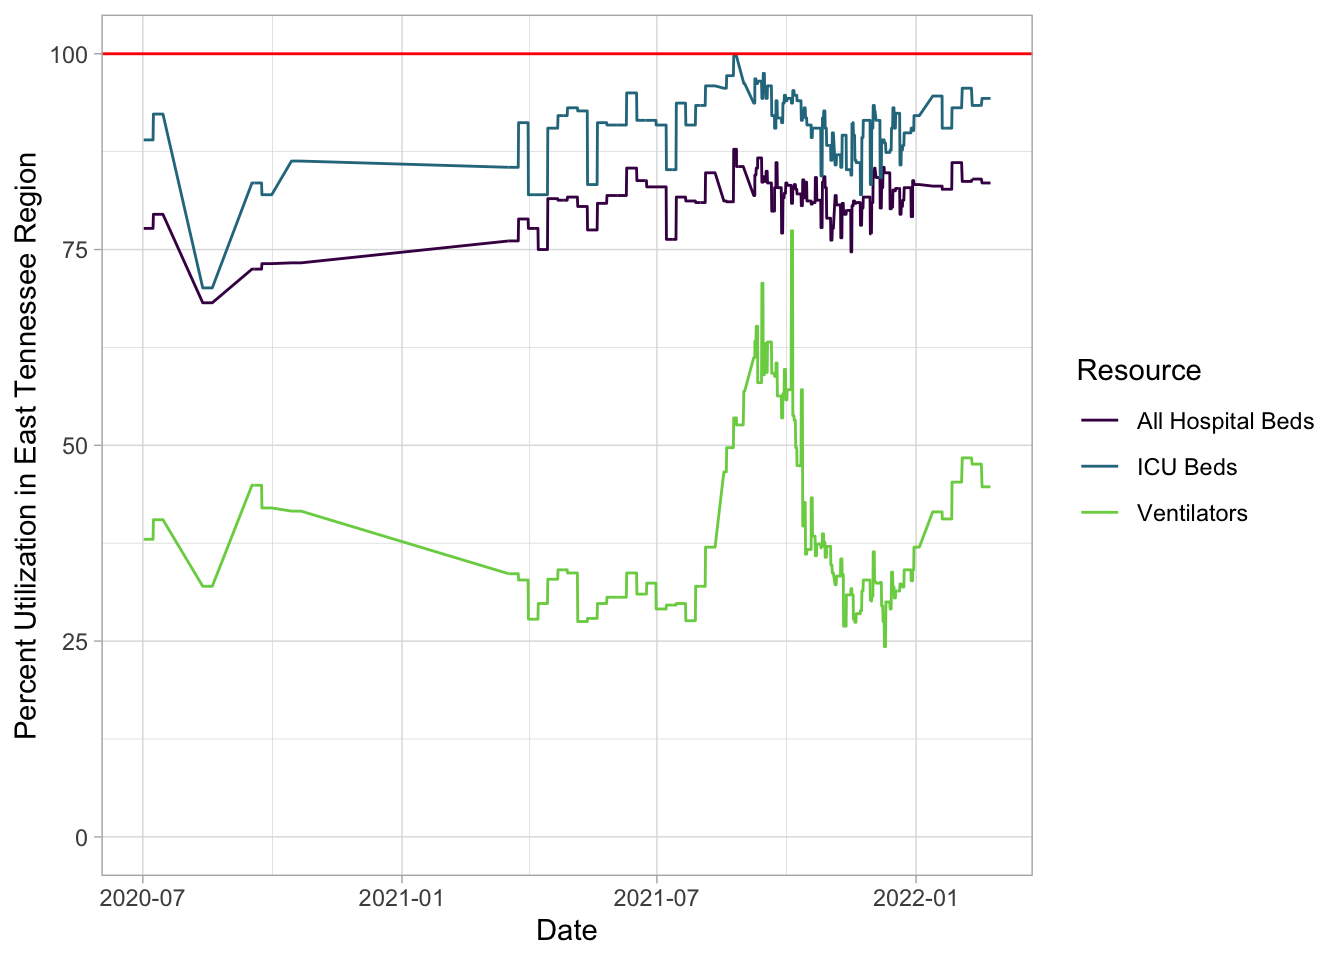 Percent Utilization in East Tennessee Region
100
75
50
25
0
2020-07
2021-01
2021-07
2022-01
Date
Resource
All Hospital Beds
ICU Beds
Ventilators